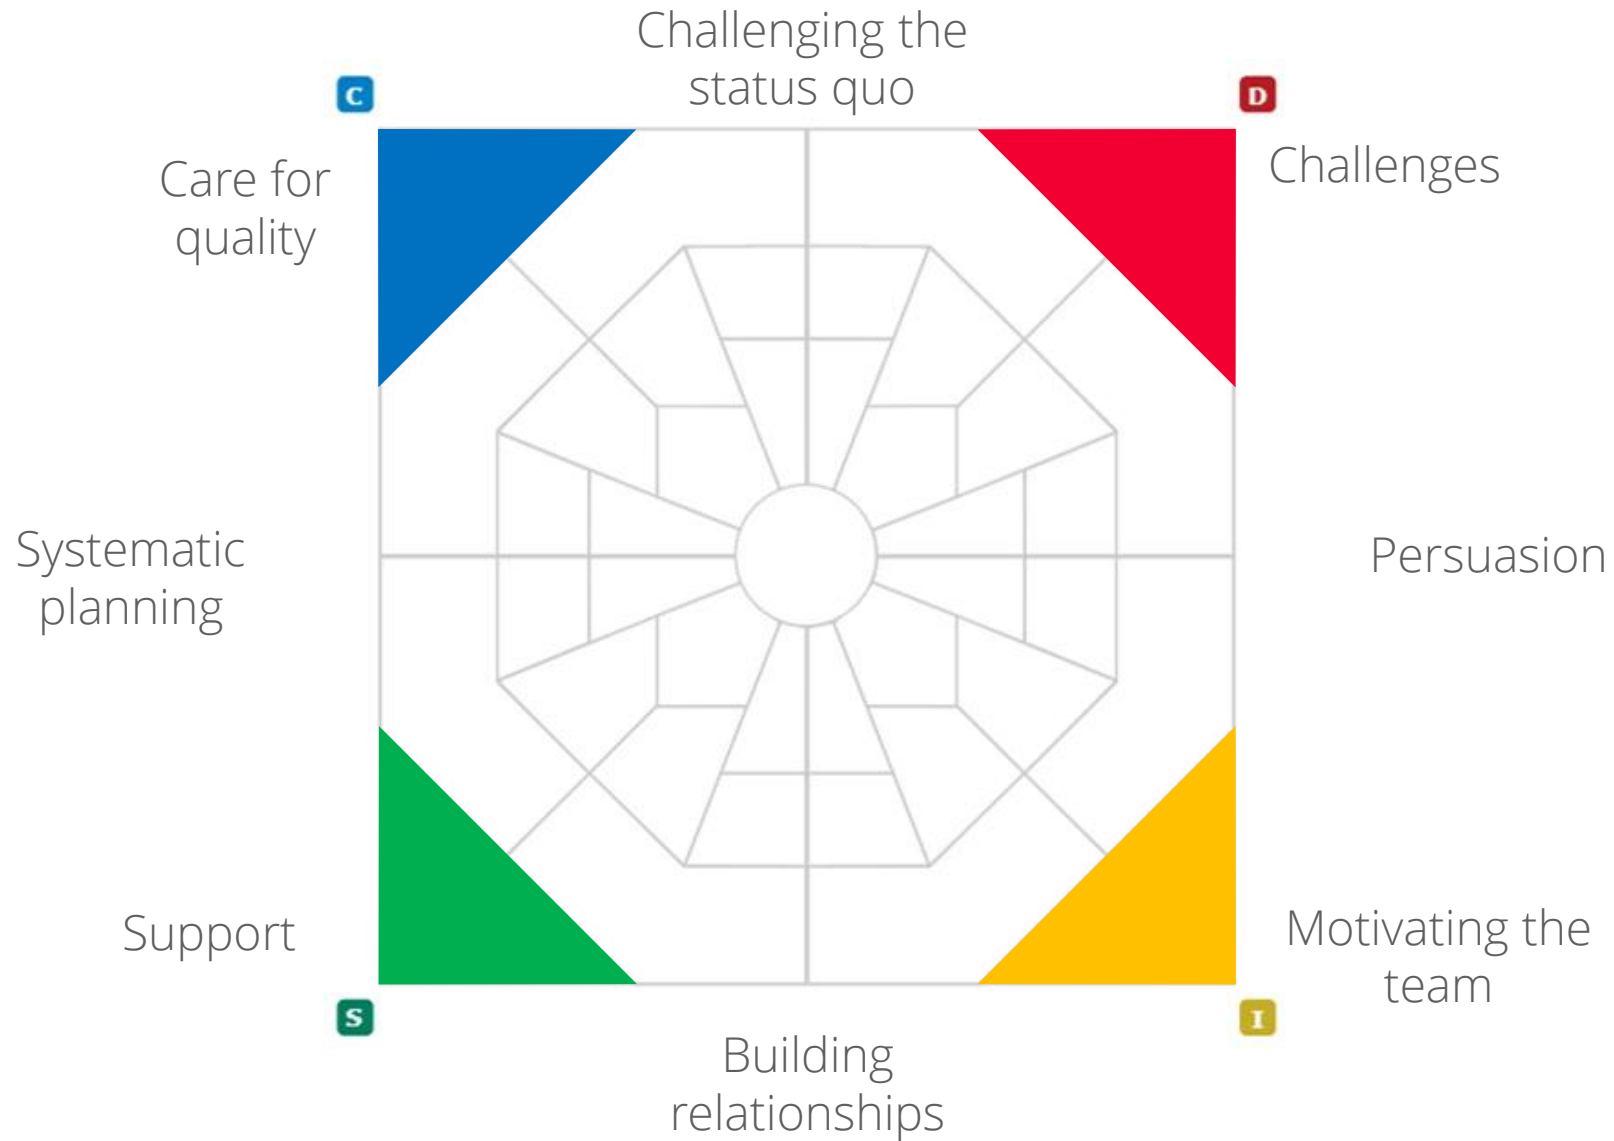 Challenging the
status quo
C
D
Care for
quality
Challenges
Systematic
planning
Persuasion
Support
Motivating the
team
S
I
Building
relationships